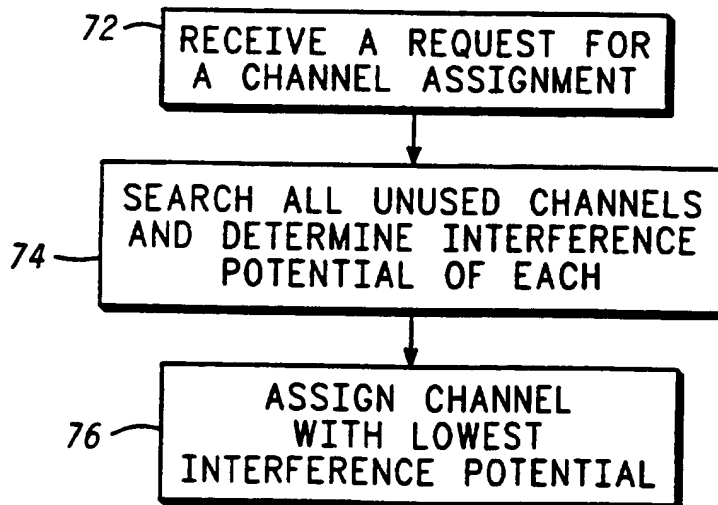 72
RECEIVE A REQUEST FOR
A CHANNEL ASSIGNMENT
74
SEARCH ALL UNUSED CHANNELS
AND DETERMINE INTERFERENCE
POTENTIAL OF EACH
76
ASSIGN CHANNEL
WITH LOWEST
INTERFERENCE POTENTIAL